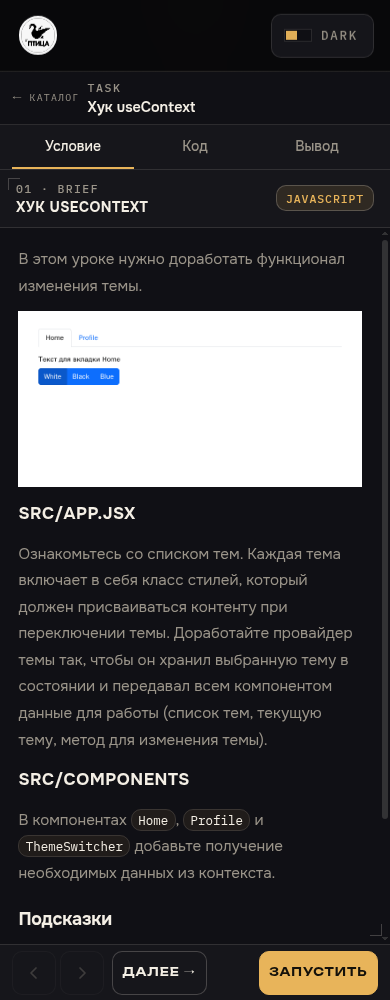 ПТИЦА
DARK
← КАТАЛОГ
TASK
Хук useContext
Условие
Код
Вывод
01 · BRIEF
ХУК USECONTEXT
JAVASCRIPT
В этом уроке нужно доработать функционал
изменения темы.
Home Profile
Текст для вкладки Home
White Black Blue
SRC/APP.JSX
Ознакомьтесь со списком тем. Каждая тема
включает в себя класс стилей, который
должен присваиваться контенту при
переключении темы. Доработайте провайдер
темы так, чтобы он хранил выбранную тему в
состоянии и передавал всем компонентом
данные для работы (список тем, текущую
тему, метод для изменения темы).
SRC/COMPONENTS
В компонентах Home, Profile и
ThemeSwitcher добавьте получение
необходимых данных из контекста.
Подсказки
ДАЛЕЕ →
ЗАПУСТИТЬ